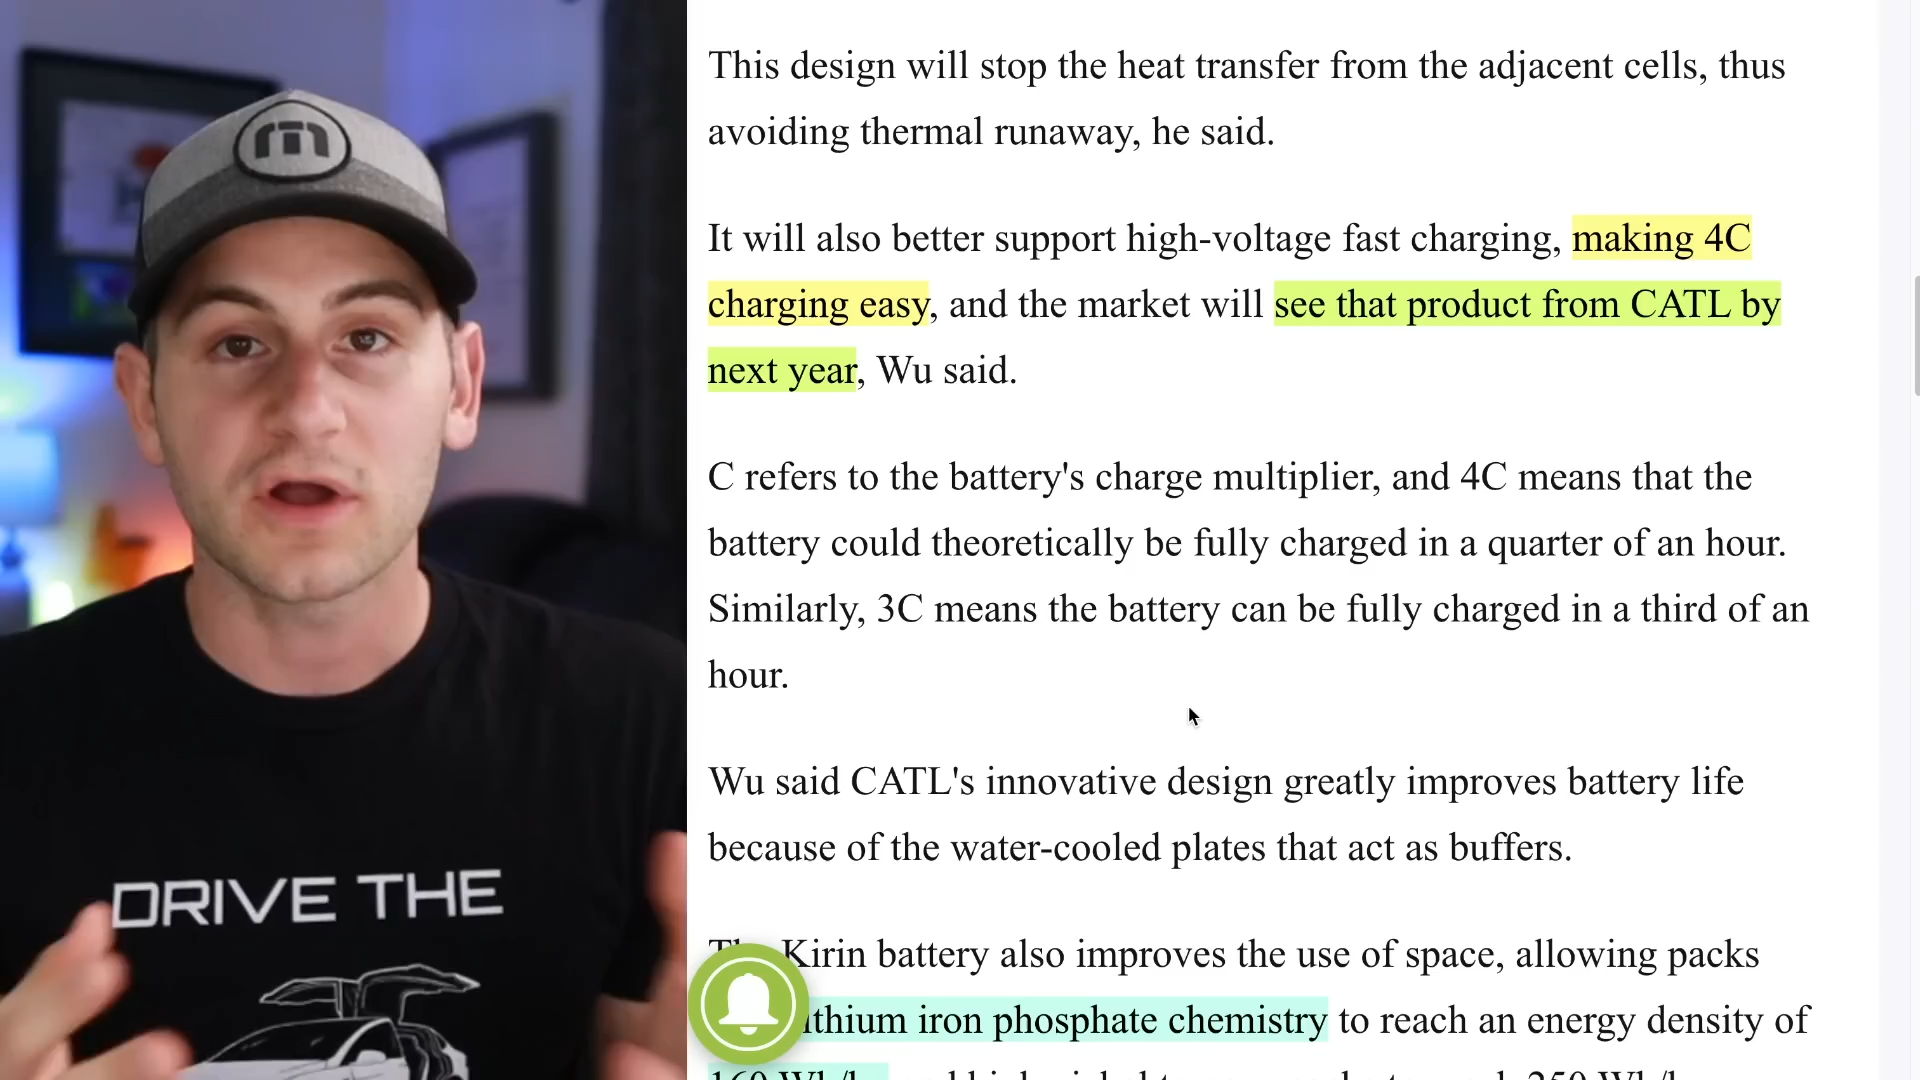 This design will stop the heat transfer from the adjacent cells, thus
avoiding thermal runaway, he said.
It will also better support high-voltage fast charging, making 4C
charging easy, and the market will see that product from CATL by
next year, Wu said.
C refers to the battery's charge multiplier, and 4C means that the
battery could theoretically be fully charged in a quarter of an hour.
Similarly, 3C means the battery can be fully charged in a third of an
hour.
Wu said CATL's innovative design greatly improves battery life
because of the water-cooled plates that act as buffers.
Kirin battery also improves the use of space, allowing packs
iron phosphate chemistry to reach an energy density of
DRIVE THE